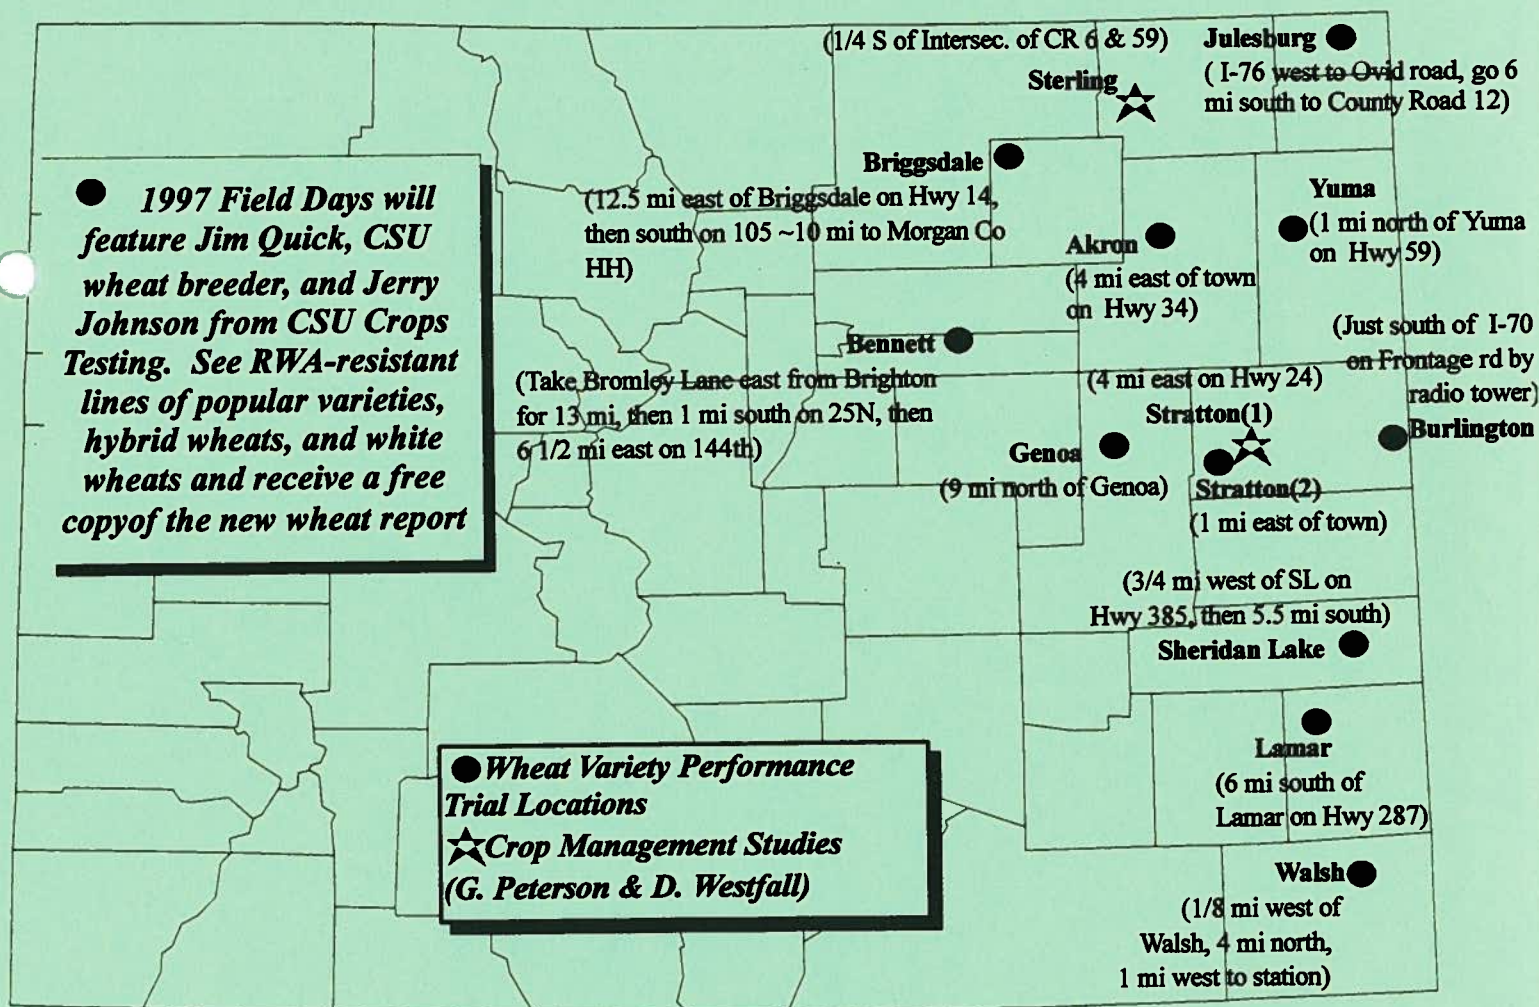 (1/4 S of Intersec. of CR 6 & 59)
Sterling
Julesburg
( I-76 west to Ovid road, go 6
mi south to County Road 12)
Briggsdale
(12.5 mi east of Briggsdale on Hwy 14,
then south on 105 ~10 mi to Morgan Co
HH)
Akron
(4 mi east of town
on Hwy 34)
Yuma
(1 mi north of Yuma
on Hwy 59)
1997 Field Days will
feature Jim Quick, CSU
wheat breeder, and Jerry
Johnson from CSU Crops
Testing. See RWA-resistant
lines of popular varieties,
hybrid wheats, and white
wheats and receive a free
copyof the new wheat report
Bennett
(Take Bromley Lane east from Brighton
for 13 mi, then 1 mi south on 25N, then
6 1/2 mi east on 144th)
(Just south of I-70
on Frontage rd by
radio tower)
Burlington
(4 mi east on Hwy 24)
Stratton(1)
Genoa
(9 mi north of Genoa)
Stratton(2)
(1 mi east of town)
(3/4 mi west of SL on
Hwy 385, then 5.5 mi south)
Sheridan Lake
Lamar
(6 mi south of
Lamar on Hwy 287)
Wheat Variety Performance
Trial Locations
Crop Management Studies
(G. Peterson & D. Westfall)
Walsh
(1/8 mi west of
Walsh, 4 mi north,
1 mi west to station)